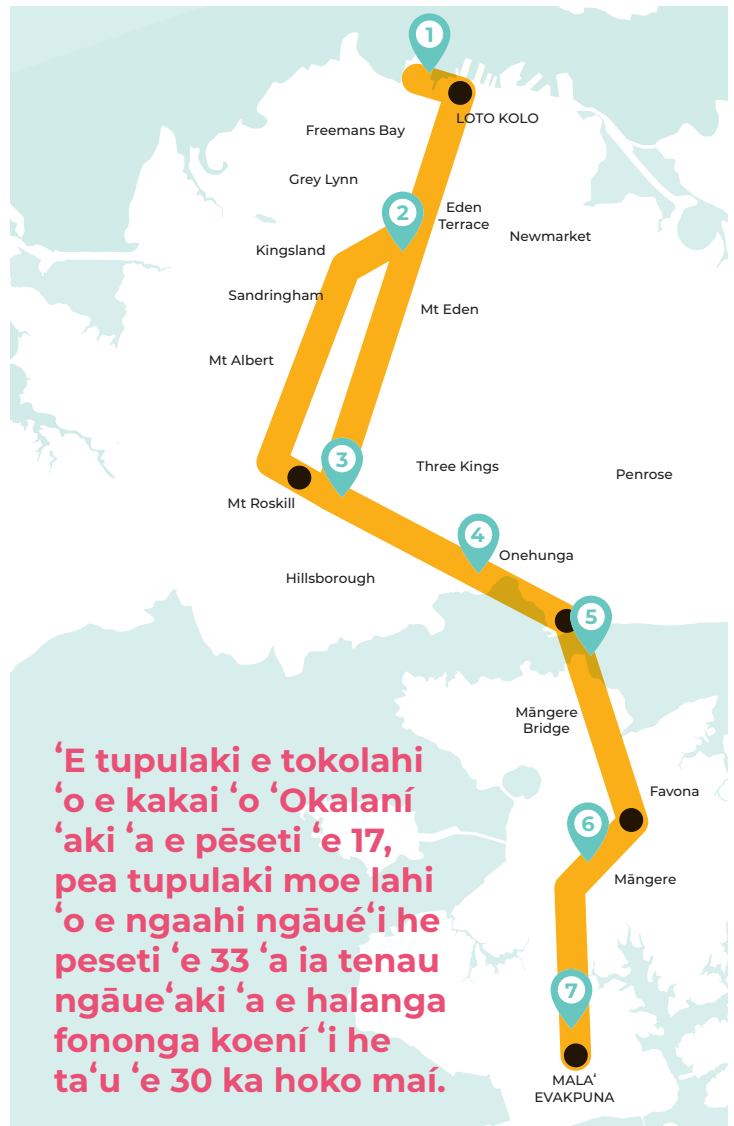 1
LOTO KOLO
Freemans Bay
Grey Lynn
2
Eden
Terrace
Newmarket
Kingsland
Sandringham
Mt Eden
Mt Albert
3
Three Kings
Penrose
Mt Roskill
4
Onehunga
Hillsborough
5
Māngere
Bridge
Favona
6
Māngere
7
MALAʻ
EVAKPUNA
ʻE tupulaki e tokolahi
ʻo e kakai ʻo ʻOkalaní
ʻaki ʻa e pēseti ʻe 17,
pea tupulaki moe lahi
ʻo e ngaahi ngāuéʻi he
peseti ʻe 33 ʻa ia tenau
ngāueʻaki ʻa e halanga
fononga koení ʻi he
taʻu ʻe 30 ka hoko maí.